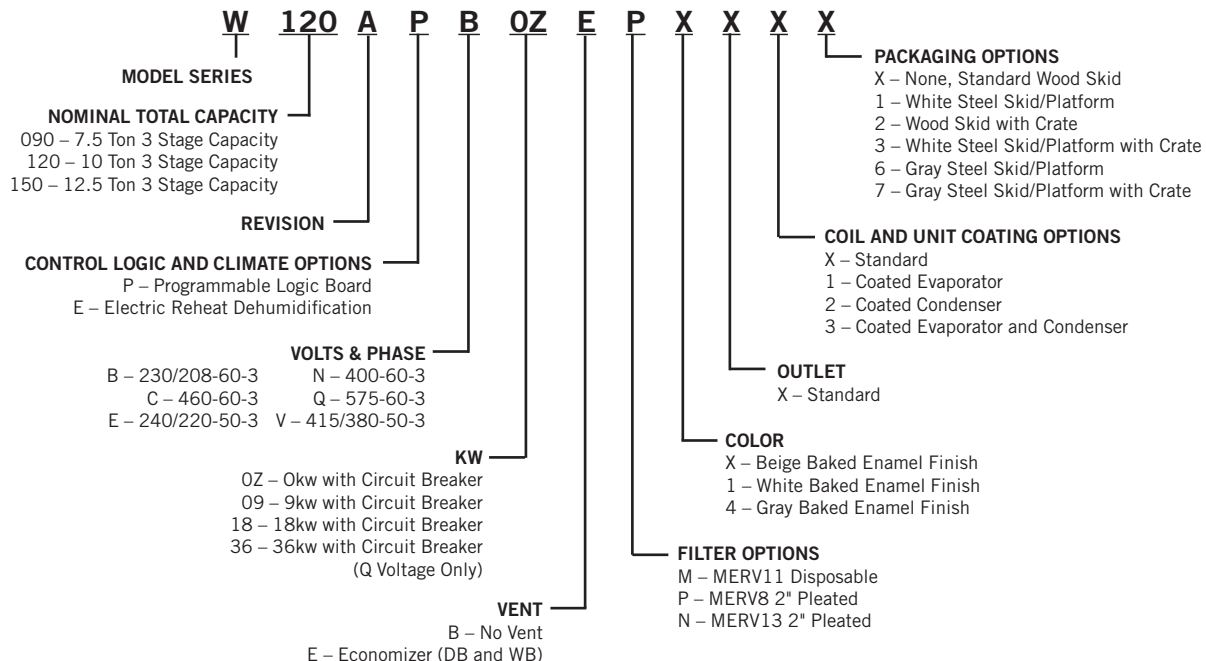 W 120 A P B 0Z E P X X X X
MODEL SERIES
NOMINAL TOTAL CAPACITY
090 – 7.5 Ton 3 Stage Capacity
120 – 10 Ton 3 Stage Capacity
150 – 12.5 Ton 3 Stage Capacity
REVISION
CONTROL LOGIC AND CLIMATE OPTIONS
P – Programmable Logic Board
E – Electric Reheat Dehumidification
VOLTS & PHASE
B – 230/208-60-3 N – 400-60-3
C – 460-60-3 Q – 575-60-3
E – 240/220-50-3 V – 415/380-50-3
KW
0Z – 0kw with Circuit Breaker
09 – 9kw with Circuit Breaker
18 – 18kw with Circuit Breaker
36 – 36kw with Circuit Breaker
(Q Voltage Only)
VENT
B – No Vent
E – Economizer (DB and WB)
PACKAGING OPTIONS
X – None, Standard Wood Skid
1 – White Steel Skid/Platform
2 – Wood Skid with Crate
3 – White Steel Skid/Platform with Crate
6 – Gray Steel Skid/Platform
7 – Gray Steel Skid/Platform with Crate
COIL AND UNIT COATING OPTIONS
X – Standard
1 – Coated Evaporator
2 – Coated Condenser
3 – Coated Evaporator and Condenser
OUTLET
X – Standard
COLOR
X – Beige Baked Enamel Finish
1 – White Baked Enamel Finish
4 – Gray Baked Enamel Finish
FILTER OPTIONS
M – MERV11 Disposable
P – MERV8 2" Pleated
N – MERV13 2" Pleated